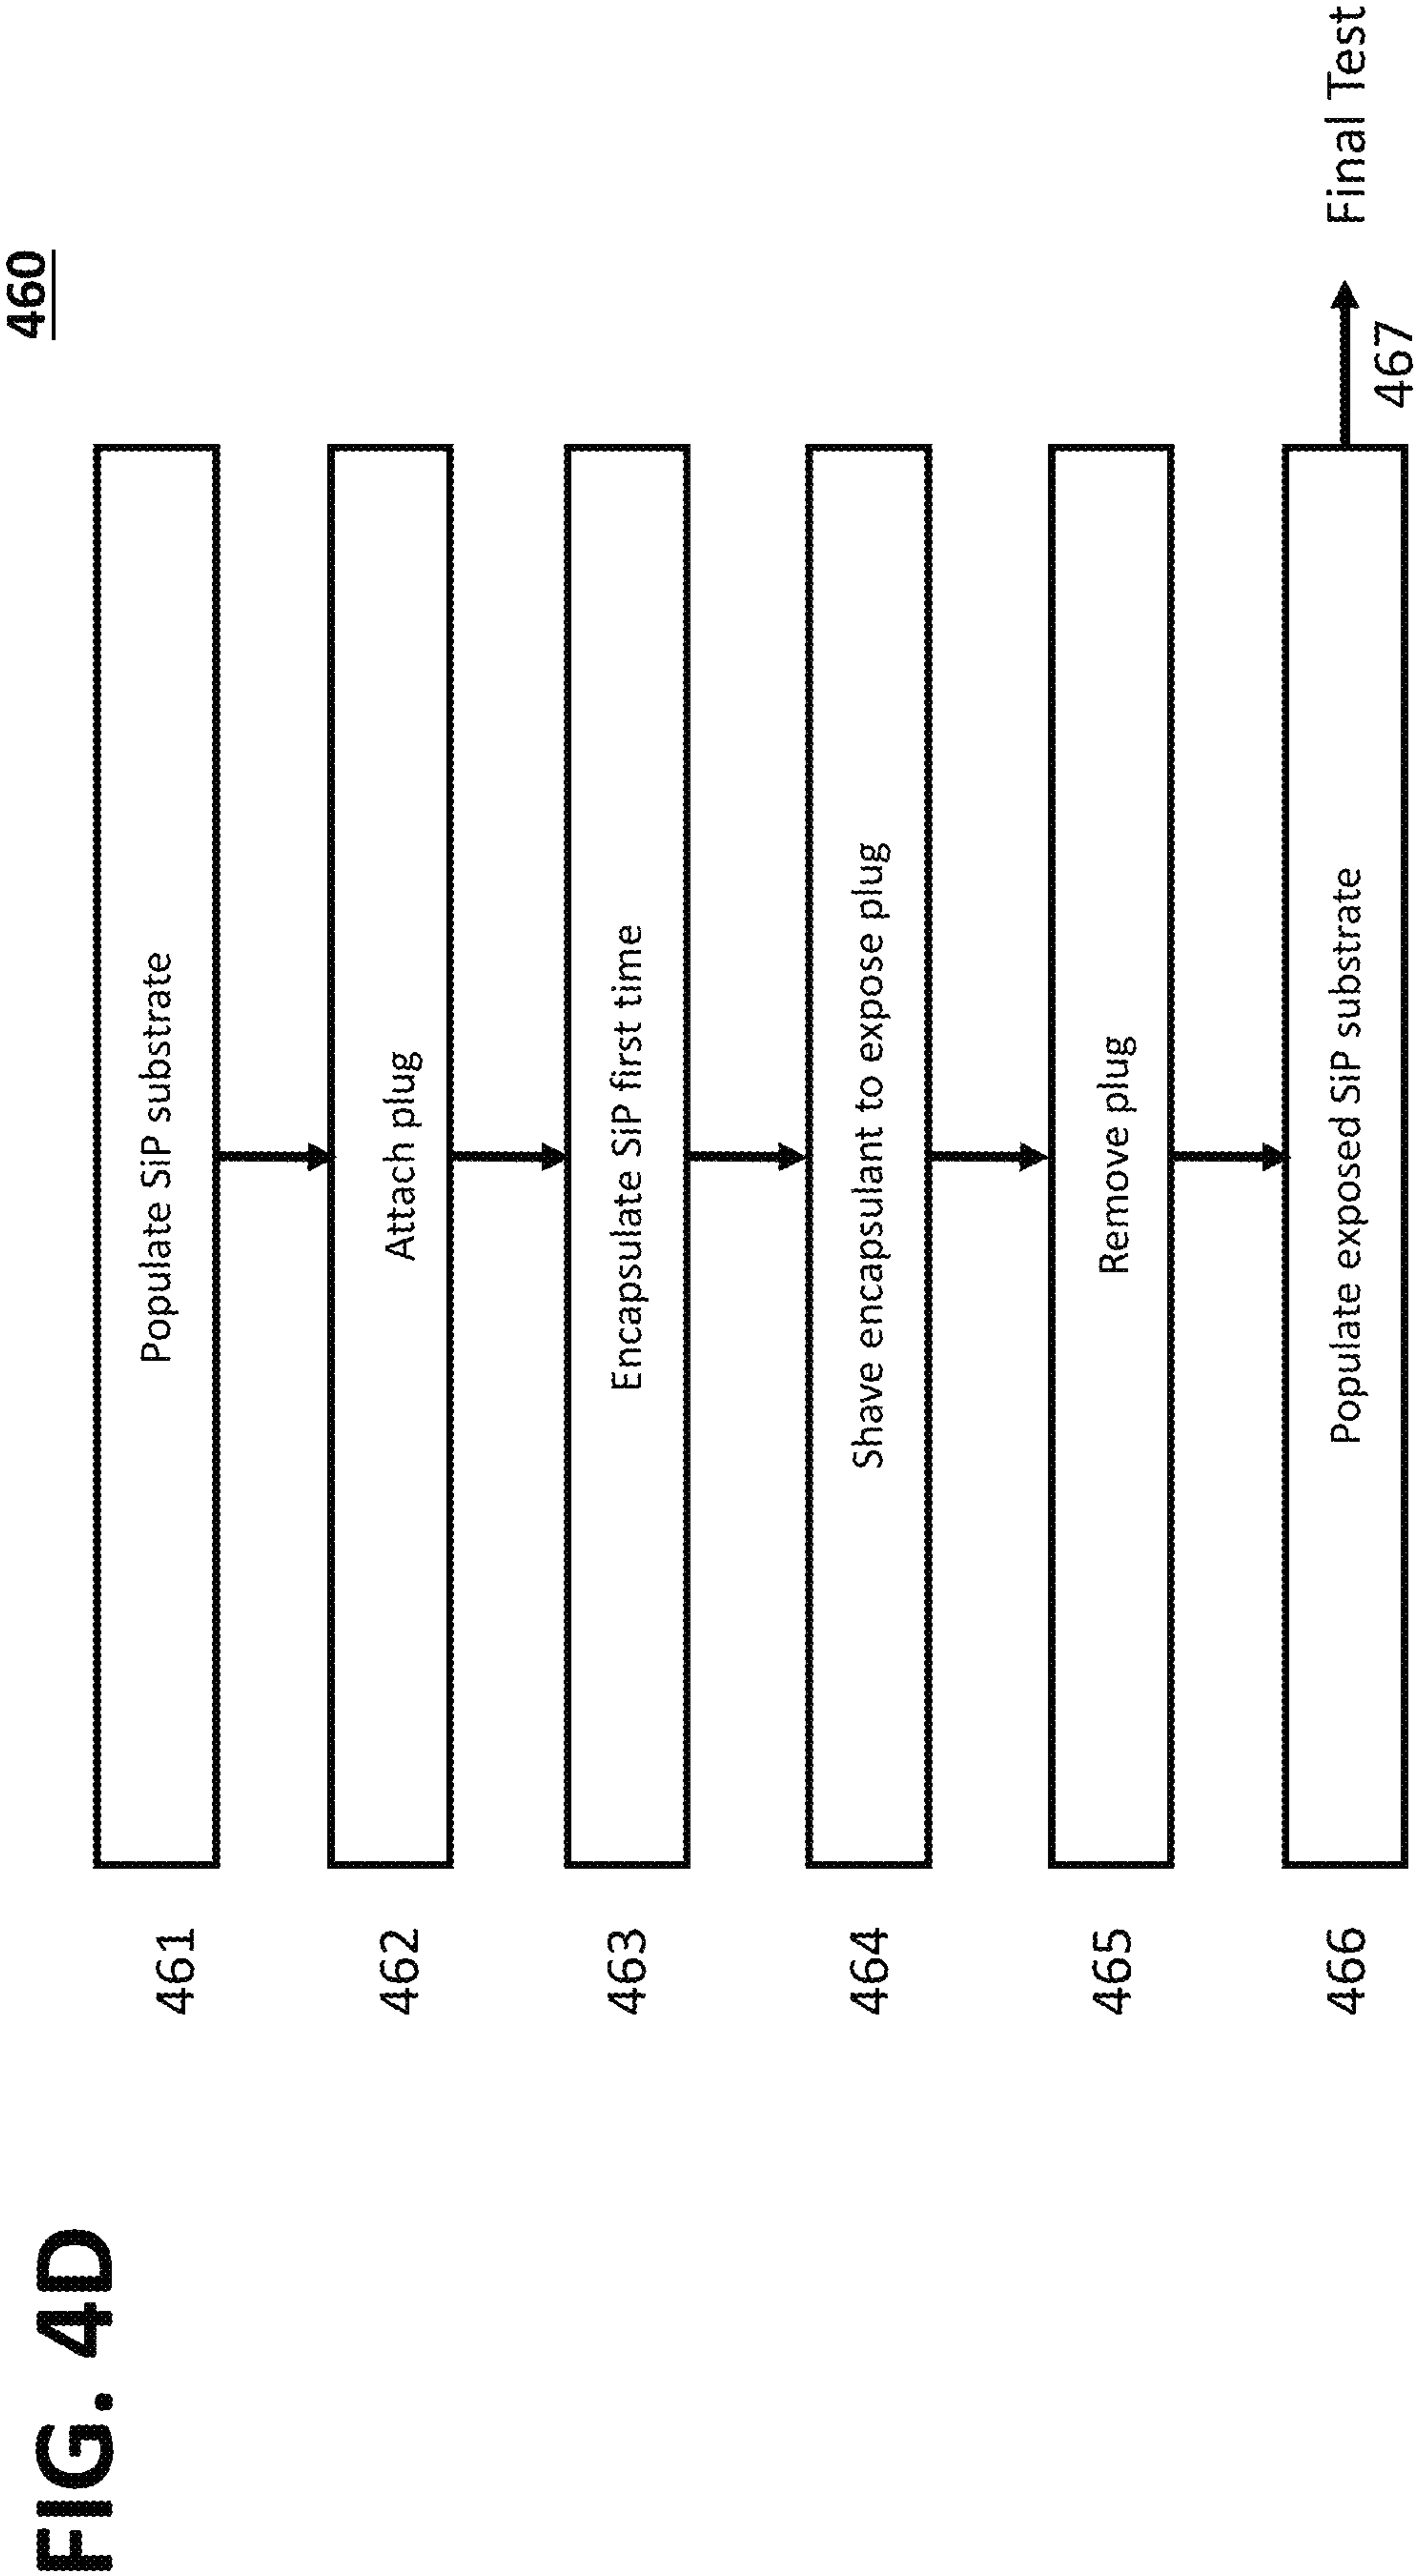 FIG. 4D
460
461
Populate SiP substrate
462
Attach plug
463
Encapsulate SiP first time
464
Shave encapsulant to expose plug
465
Remove plug
466
Populate exposed SiP substrate
Final Test
467